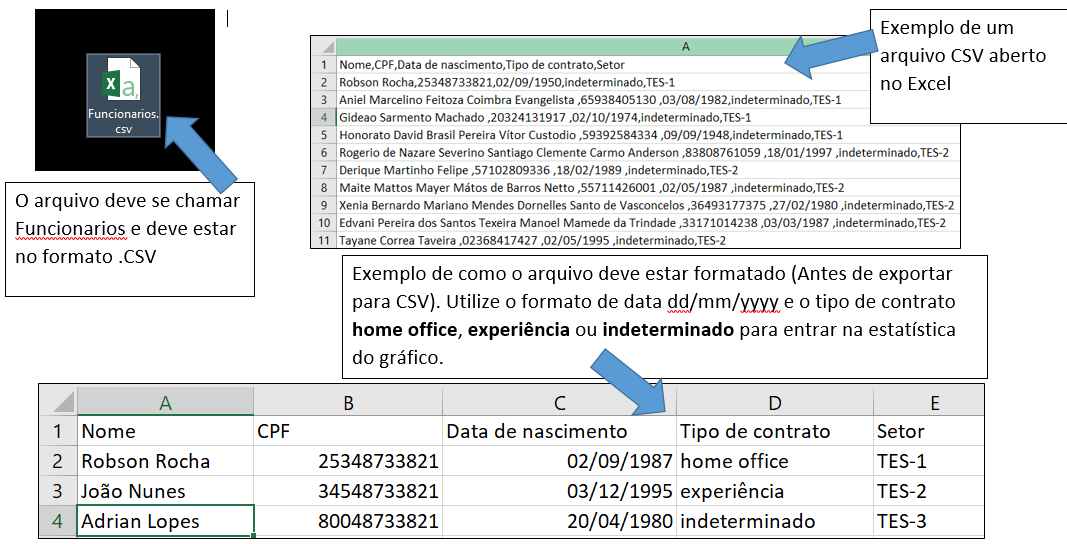 Funcionarios.
csv
O arquivo deve se chamar
Funcionarios e deve estar
no formato .CSV
A
1 Nome,CPF,Data de nascimento,Tipo de contrato,Setor
2 Robson Rocha,25348733821,02/09/1950,indeterminado,TES-1
3 Aniel Marcelino Feitoza Coimbra Evangelista ,65938405130 ,03/08/1982,indeterminado,TES-1
4 Gideao Sarmento Machado ,20324131917 ,02/10/1974,indeterminado,TES-1
5 Honorato David Brasil Pereira Vítor Custodio ,59392584334 ,09/09/1948,indeterminado,TES-1
6 Rogerio de Nazare Severino Santiago Clemente Carmo Anderson ,83808761059 ,18/01/1997 ,indeterminado,TES-2
7 Derique Martinho Felipe ,57102809336 ,18/02/1989 ,indeterminado,TES-2
8 Maite Mattos Mayer Mátos de Barros Netto ,55711426001 ,02/05/1987 ,indeterminado,TES-2
9 Xenia Bernardo Mariano Mendes Dornelles Santo de Vasconcelos ,36493177375 ,27/02/1980 ,indeterminado,TES-2
10 Edvani Pereira dos Santos Texeira Manoel Mamede da Trindade ,33171014238 ,03/03/1987 ,indeterminado,TES-2
11 Tayane Correa Taveira ,02368417427 ,02/05/1995 ,indeterminado,TES-2
Exemplo de um
arquivo CSV aberto
no Excel
Exemplo de como o arquivo deve estar formatado (Antes de exportar
para CSV). Utilize o formato de data dd/mm/yyyy e o tipo de contrato
home office, experiência ou indeterminado para entrar na estatística
do gráfico.
A B C D E
1 Nome CPF Data de nascimento Tipo de contrato Setor
2 Robson Rocha 25348733821 02/09/1987 home office TES-1
3 João Nunes 34548733821 03/12/1995 experiência TES-2
4 Adrian Lopes 80048733821 20/04/1980 indeterminado TES-3